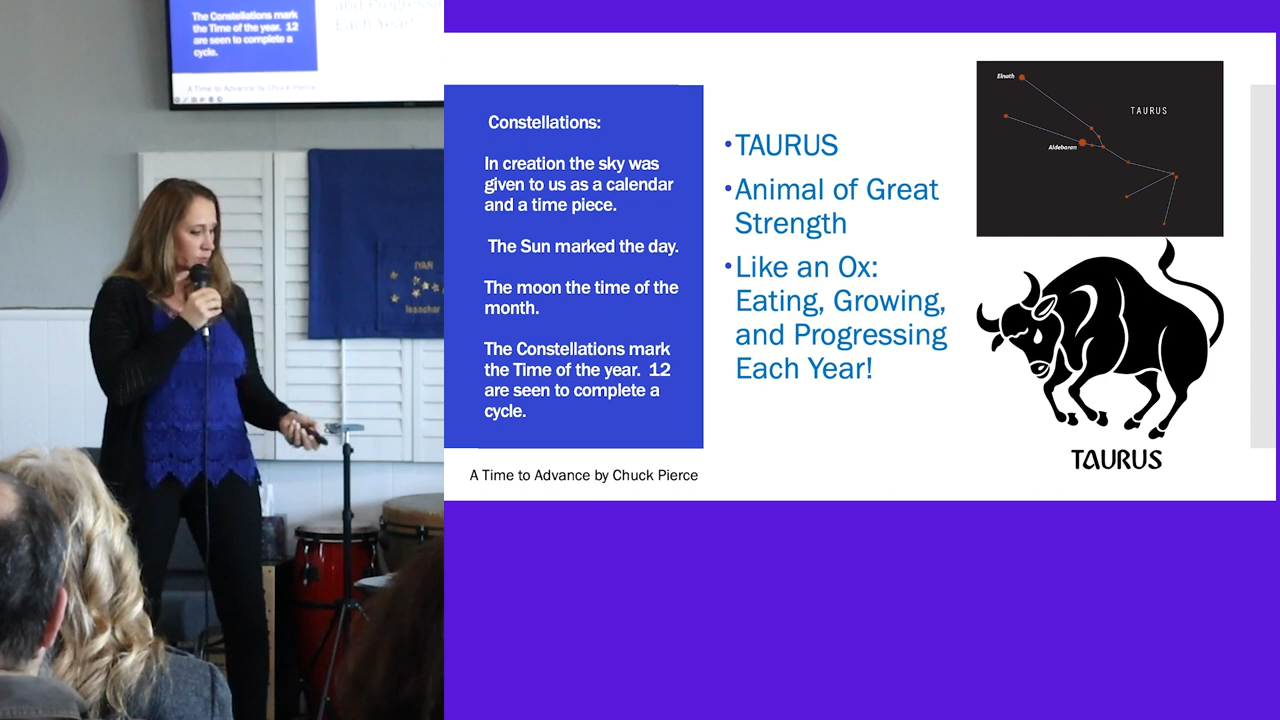 and Progressing
Each Year!
The Constellations mark
the Time of the year. 12
are seen to complete a
cycle.
A Time to Advance by Chuck Pierce
IYAR
Issachar
Constellations:
In creation the sky was
given to us as a calendar
and a time piece.
The Sun marked the day.
The moon the time of the
month.
The Constellations mark
the Time of the year. 12
are seen to complete a
cycle.
A Time to Advance by Chuck Pierce
•TAURUS
•Animal of Great
Strength
•Like an Ox:
Eating, Growing,
and Progressing
Each Year!
Elnath
TAURUS
Aldebaran
TAURUS